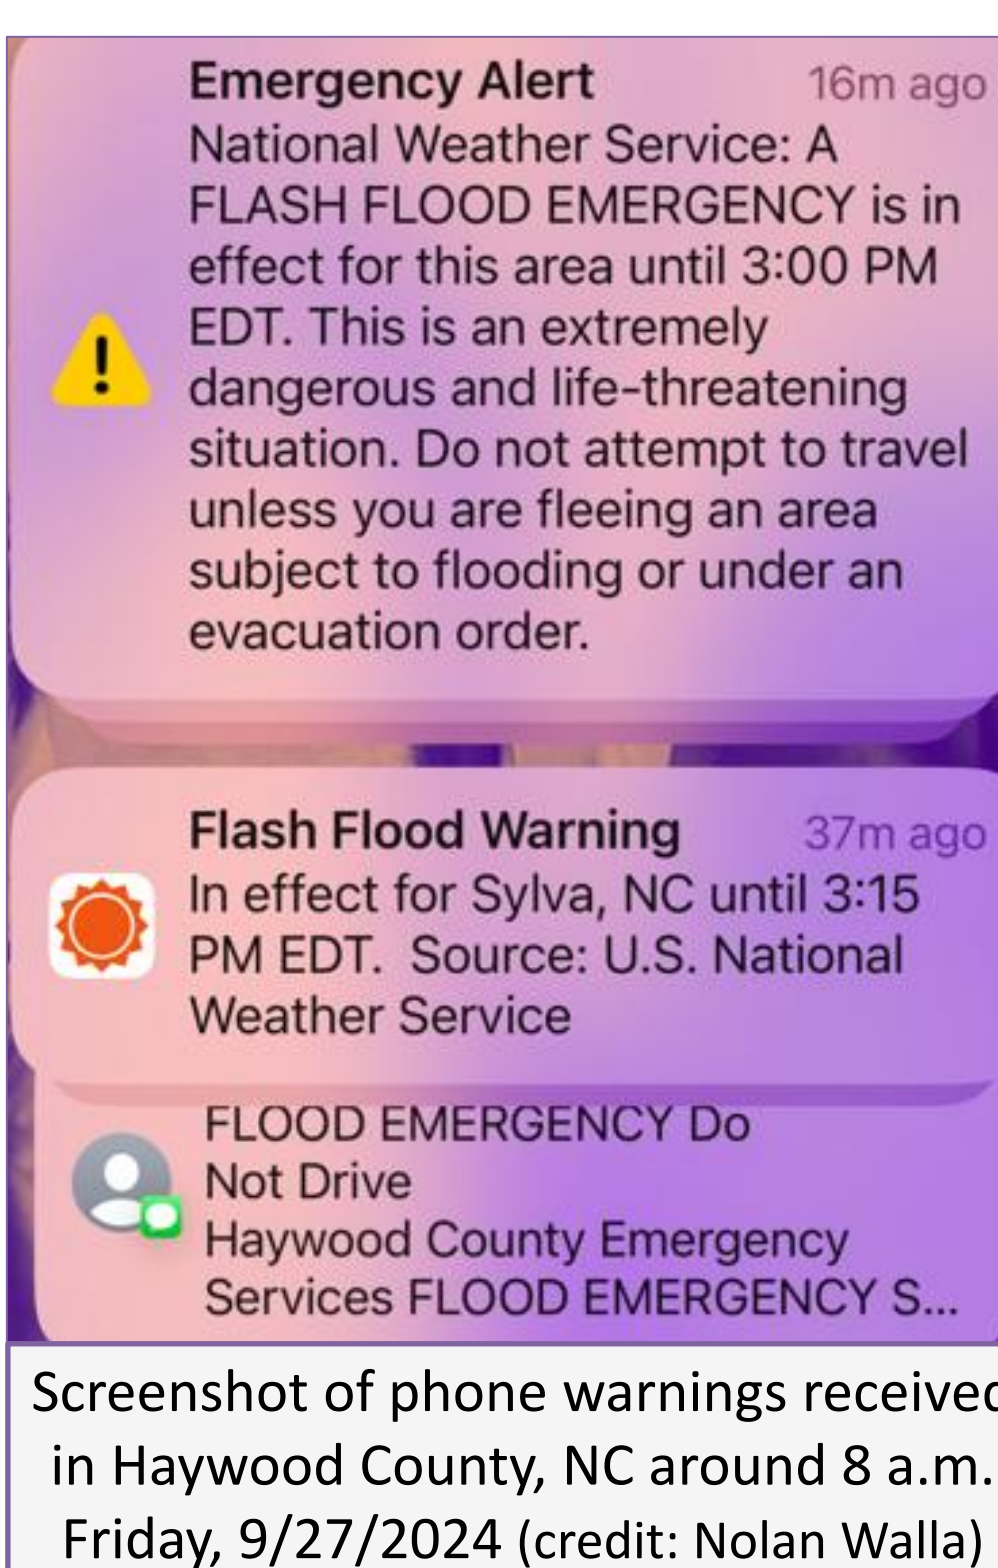 Emergency Alert 16m ago
National Weather Service: A
FLASH FLOOD EMERGENCY is in
effect for this area until 3:00 PM
EDT. This is an extremely
dangerous and life-threatening
situation. Do not attempt to travel
unless you are fleeing an area
subject to flooding or under an
evacuation order.
Flash Flood Warning 37m ago
In effect for Sylva, NC until 3:15
PM EDT. Source: U.S. National
Weather Service
FLOOD EMERGENCY Do
Not Drive
Haywood County Emergency
Services FLOOD EMERGENCY S...
Screenshot of phone warnings received
in Haywood County, NC around 8 a.m.
Friday, 9/27/2024 (credit: Nolan Walla)